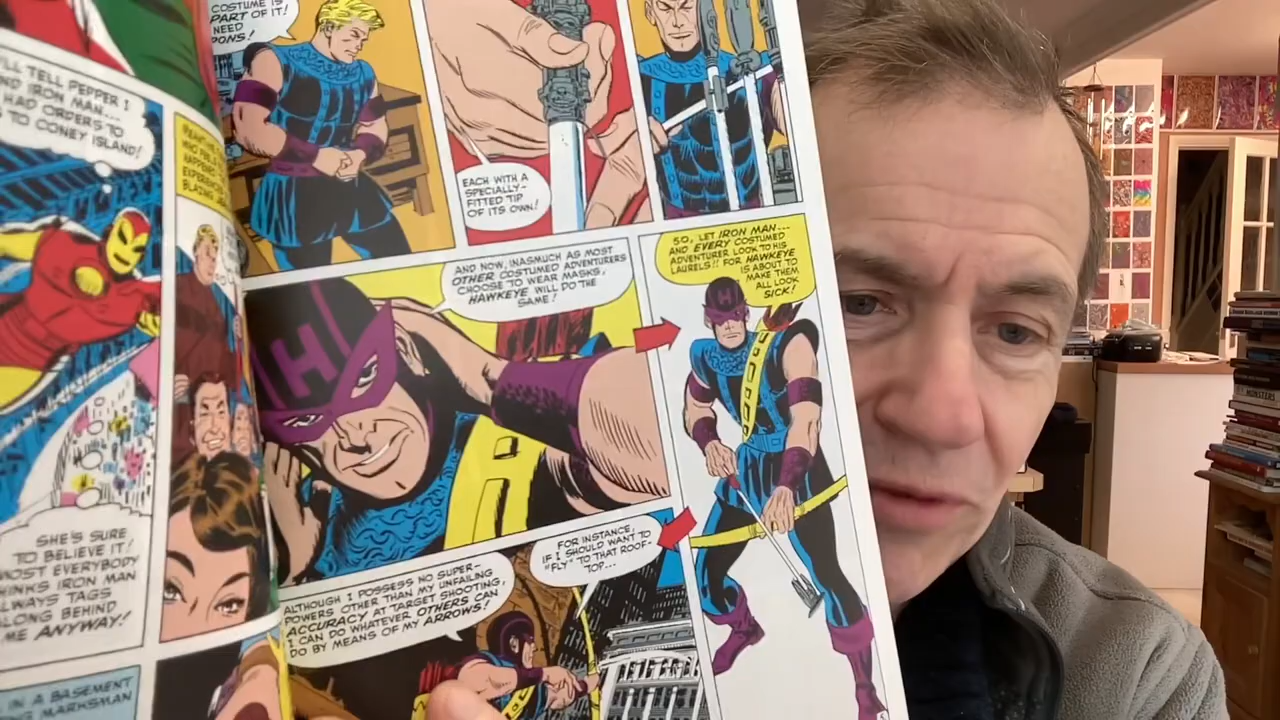 COSTUME IS
PART OF IT!
NEED
PONS!
EACH WITH A
SPECIALLY-
FITTED TIP
OF ITS OWN!
I'LL TELL PEPPER I
AND IRON MAN...
HAD ORDERS TO
TO CONEY ISLAND!
AND NOW, INASMUCH AS MOST
OTHER COSTUMED ADVENTURERS
CHOOSE TO WEAR MASKS,
HAWKEYE WILL DO THE
SAME!
SO, LET IRON MAN...
AND EVERY COSTUMED
ADVENTURER LOOK TO HIS
LAURELS!! FOR HAWKEYE
IS ABOUT TO
MAKE THEM
ALL LOOK
SICK!
H
H
SHE'S SURE
TO BELIEVE IT!
MOST EVERYBODY
THINKS IRON MAN
ALWAYS TAGS
ALONG BEHIND
ME ANYWAY!
ALTHOUGH I POSSESS NO SUPER-
POWERS OTHER THAN MY UNFAILING
ACCURACY AT TARGET SHOOTING,
I CAN DO WHATEVER OTHERS CAN
DO BY MEANS OF MY ARROWS!
FOR INSTANCE,
IF I SHOULD WANT TO
"FLY" TO THAT ROOF-
TOP...
IN A BASEMENT
MARKSMAN
MONSTERS